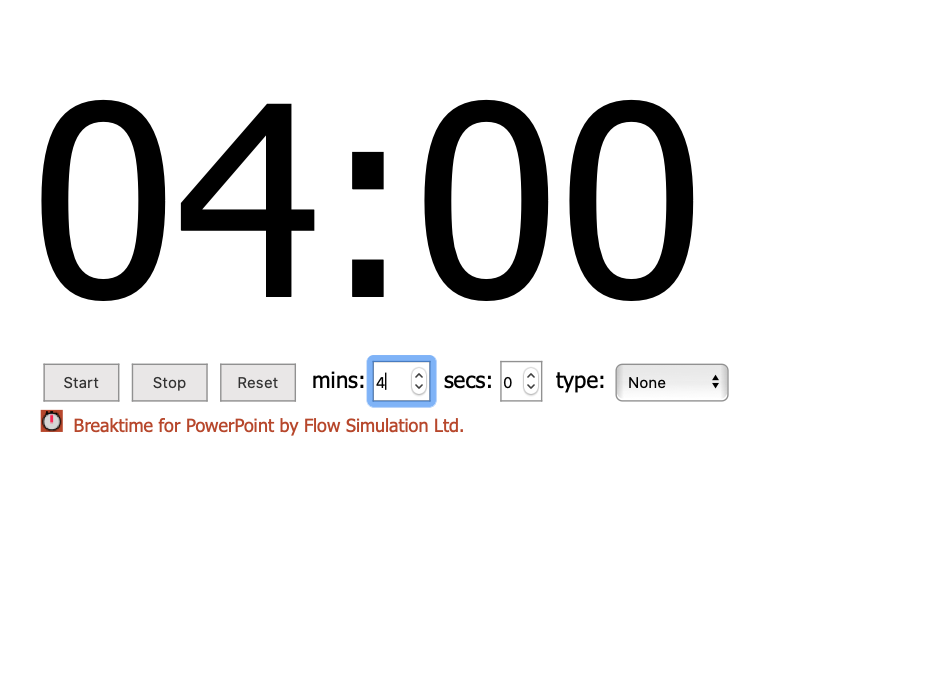 04:00
Start Stop Reset mins: 4 secs: 0 type: None
Breaktime for PowerPoint by Flow Simulation Ltd.